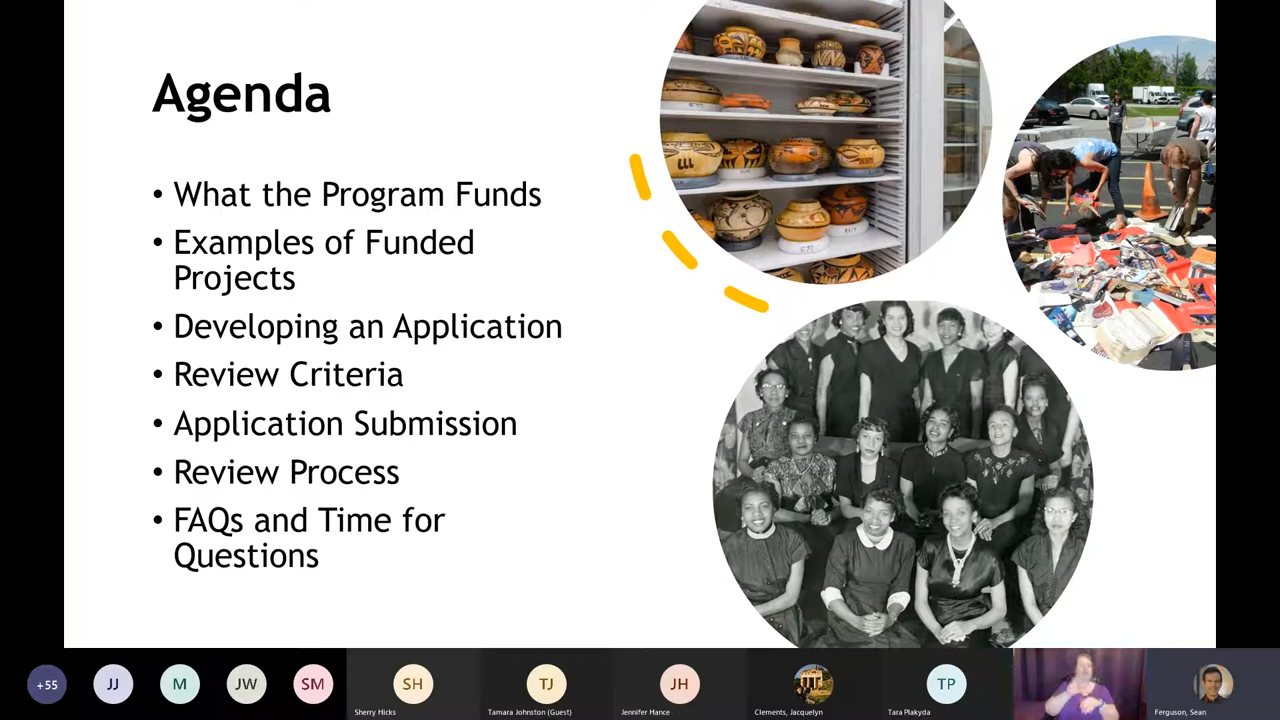 Agenda
• What the Program Funds
• Examples of Funded
Projects
• Developing an Application
• Review Criteria
• Application Submission
• Review Process
• FAQs and Time for
Questions
+55
JJ
M
JW
SM
SH
TJ
JH
TP
Sherry Hicks
Tamara Johnston (Guest)
Jennifer Hance
Clements, Jacquelyn
Tara Plakyda
Ferguson, Sean